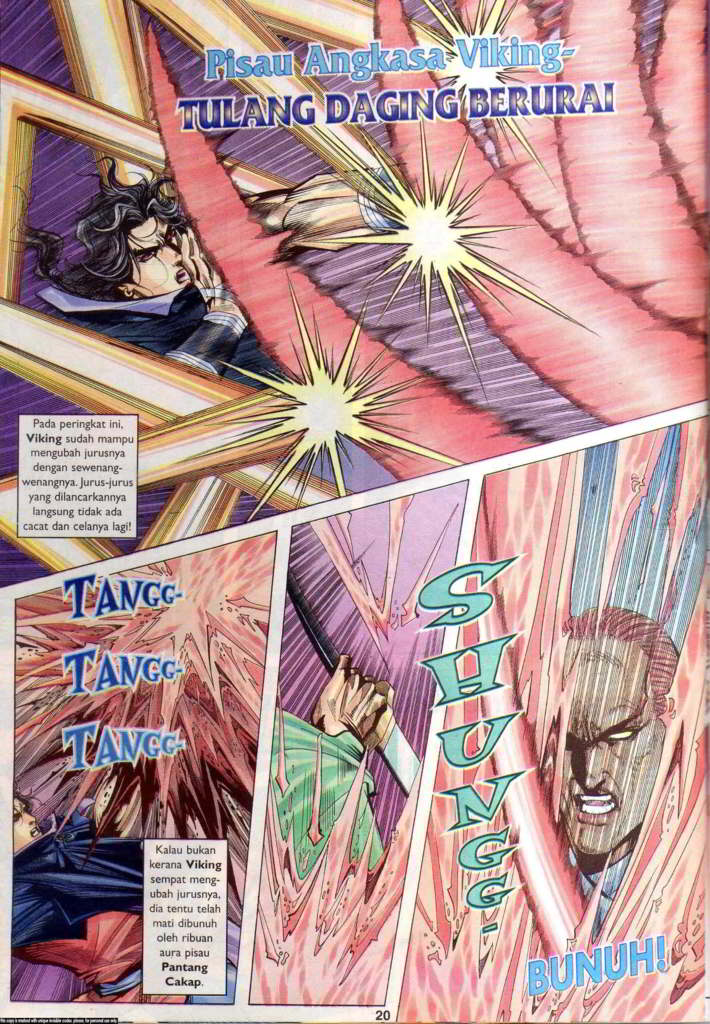 Pisau Angkasa Viking-
TULANG DAGING BERURAI
Pada peringkat ini,
Viking sudah mampu
mengubah jurusnya
dengan sewenang-
wenangnya. Jurus-jurus
yang dilancarkannya
langsung tidak ada
cacat dan celanya lagi!
TANGG-
TANGG-
TANGG-
Kalau bukan
kerana Viking
sempat meng-
ubah jurusnya,
dia tentu telah
mati dibunuh
oleh ribuan
aura pisau
Pantang
Cakap.
SHUNGG-
BUNUH!
20